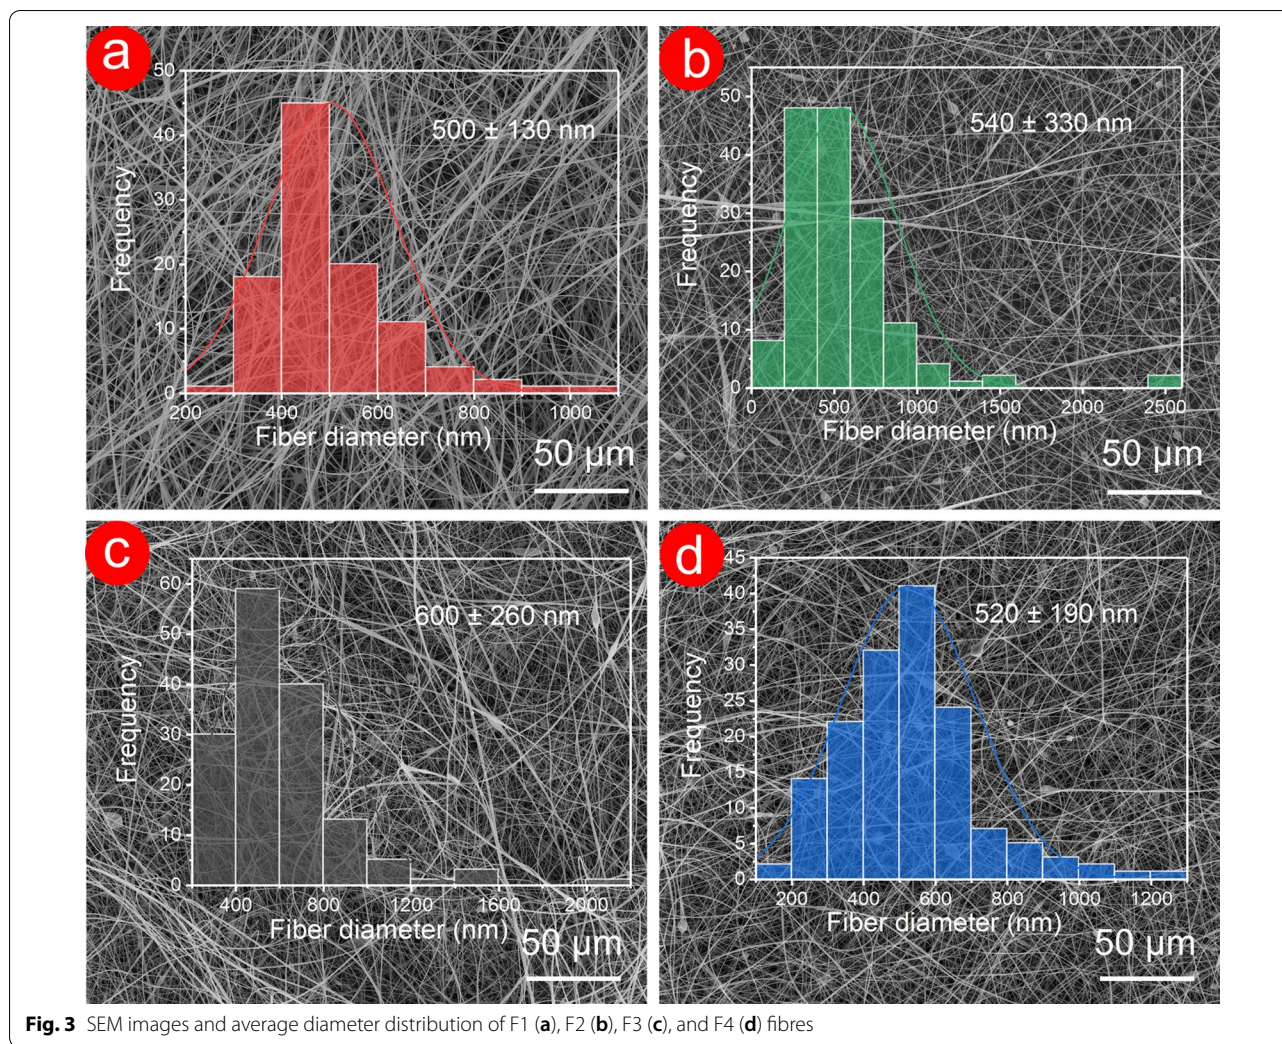 a
50
40
30
20
10
0
Frequency
500 ± 130 nm
200 400 600 800 1000
Fiber diameter (nm)
50 µm
b
50
40
30
20
10
0
Frequency
540 ± 330 nm
0 500 1000 1500 2000 2500
Fiber diameter (nm)
50 µm
c
60
50
40
30
20
10
0
Frequency
600 ± 260 nm
400 800 1200 1600 2000
Fiber diameter (nm)
50 µm
d
45
40
35
30
25
20
15
10
5
0
Frequency
520 ± 190 nm
200 400 600 800 1000 1200
Fiber diameter (nm)
50 µm
Fig. 3 SEM images and average diameter distribution of F1 (a), F2 (b), F3 (c), and F4 (d) fibres